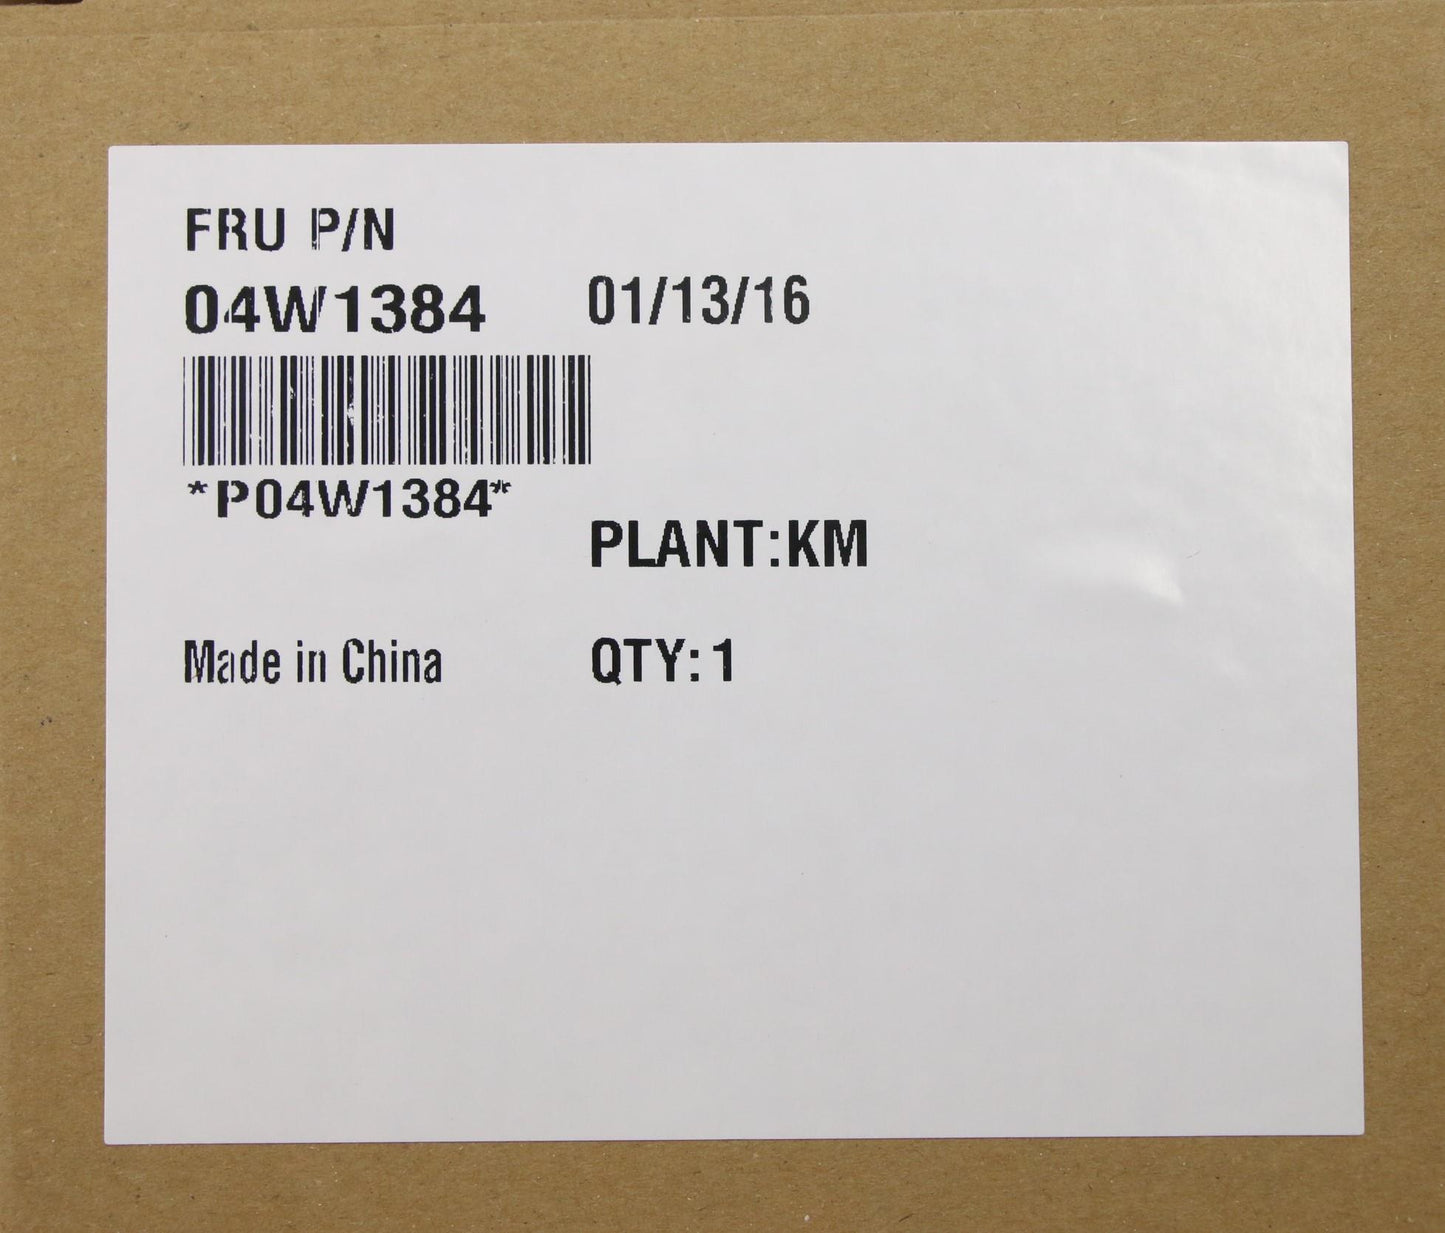 FRU P/N
04W1384 01/13/16
*P04W1384*
PLANT:KM
Made in China QTY: 1